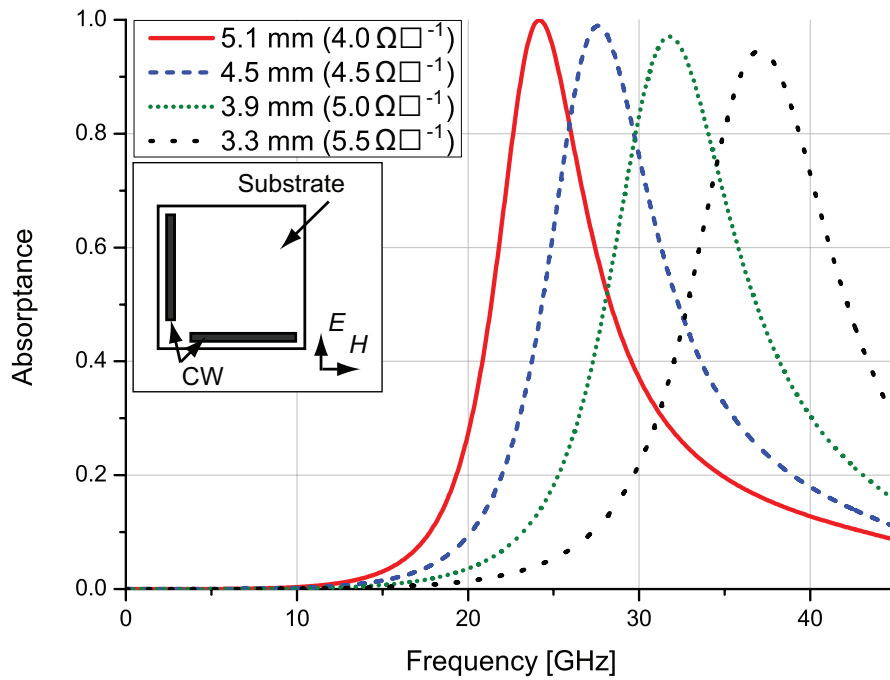 1.0
0.8
0.6
0.4
0.2
0.0
Absorptance
5.1 mm (4.0 Ω□⁻¹)
4.5 mm (4.5 Ω□⁻¹)
3.9 mm (5.0 Ω□⁻¹)
3.3 mm (5.5 Ω□⁻¹)
Substrate
E
H
CW
0 10 20 30 40
Frequency [GHz]